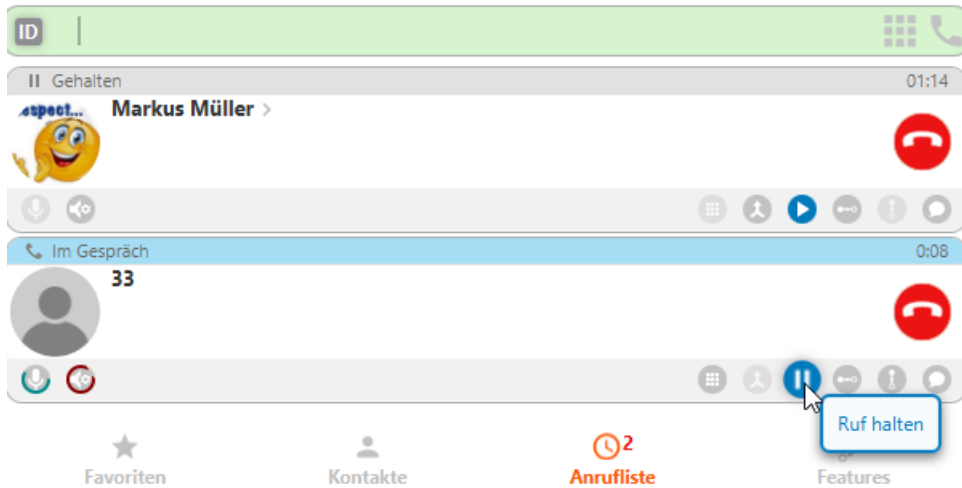 ID
Gehalten 01:14
Markus Müller >
Im Gespräch 0:08
33
Ruf halten
2
Favoriten Kontakte Anrufliste Features